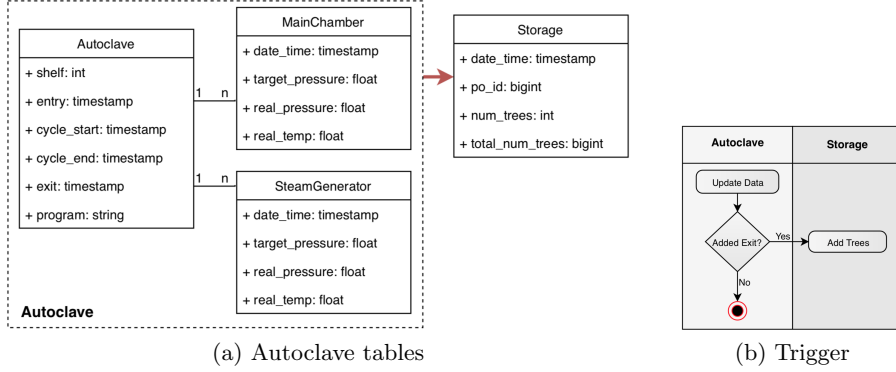 Autoclave
+ shelf: int
+ entry: timestamp
+ cycle_start: timestamp
+ cycle_end: timestamp
+ exit: timestamp
+ program: string
1 n
1 n
MainChamber
+ date_time: timestamp
+ target_pressure: float
+ real_pressure: float
+ real_temp: float
SteamGenerator
+ date_time: timestamp
+ target_pressure: float
+ real_pressure: float
+ real_temp: float
Autoclave
Storage
+ date_time: timestamp
+ po_id: bigint
+ num_trees: int
+ total_num_trees: bigint
(a) Autoclave tables
Autoclave
Storage
Update Data
Added Exit?
Yes
Add Trees
No
(b) Trigger